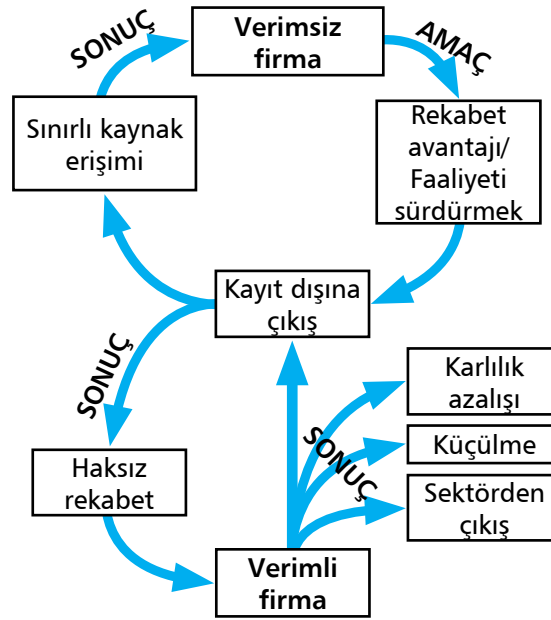 SONUÇ
Verimsiz
firma
AMAÇ
Sınırlı kaynak
erişimi
Rekabet
avantajı/
Faaliyeti
sürdürmek
Kayıt dışına
çıkış
SONUÇ
Haksız
rekabet
Verimli
firma
SONUÇ
Karlılık
azalışı
Küçülme
Sektörden
çıkış